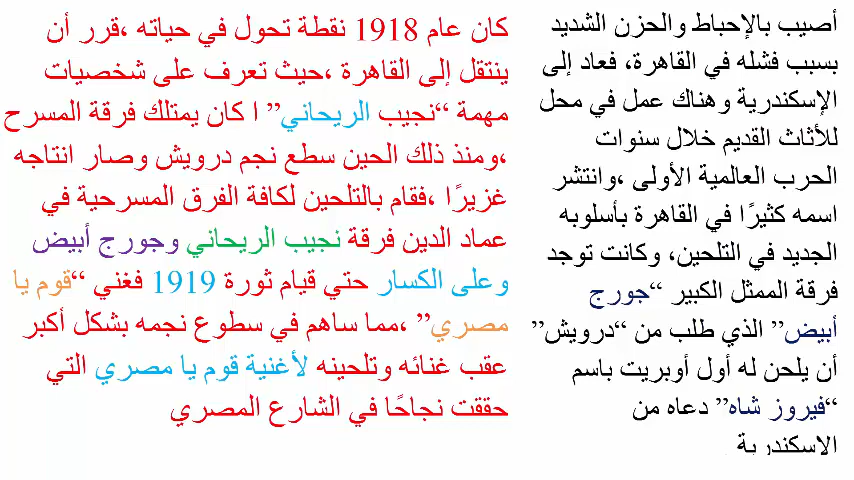 أصيب بالإحباط والحزن الشديد
بسبب فشله في القاهرة، فعاد إلى
الإسكندرية وهناك عمل في محل
للأثاث القديم خلال سنوات
الحرب العالمية الأولى ،وانتشر
اسمه كثيرًا في القاهرة بأسلوبه
الجديد في التلحين، وكانت توجد
فرقة الممثل الكبير “جورج
أبيض” الذي طلب من “درويش”
أن يلحن له أول أوبريت باسم
“فيروز شاه” دعاه من
الإسكندرية
كان عام 1918 نقطة تحول في حياته ،قرر أن
ينتقل إلى القاهرة ،حيث تعرف على شخصيات
مهمة “نجيب الريحاني” ا كان يمتلك فرقة المسرح
،ومنذ ذلك الحين سطع نجم درويش وصار انتاجه
غزيرًا ،فقام بالتلحين لكافة الفرق المسرحية في
عماد الدين فرقة نجيب الريحاني وجورج أبيض
وعلى الكسار حتي قيام ثورة 1919 فغني “قوم يا
مصري” ،مما ساهم في سطوع نجمه بشكل أكبر
عقب غنائه وتلحينه لأغنية قوم يا مصري التي
حققت نجاحًا في الشارع المصري